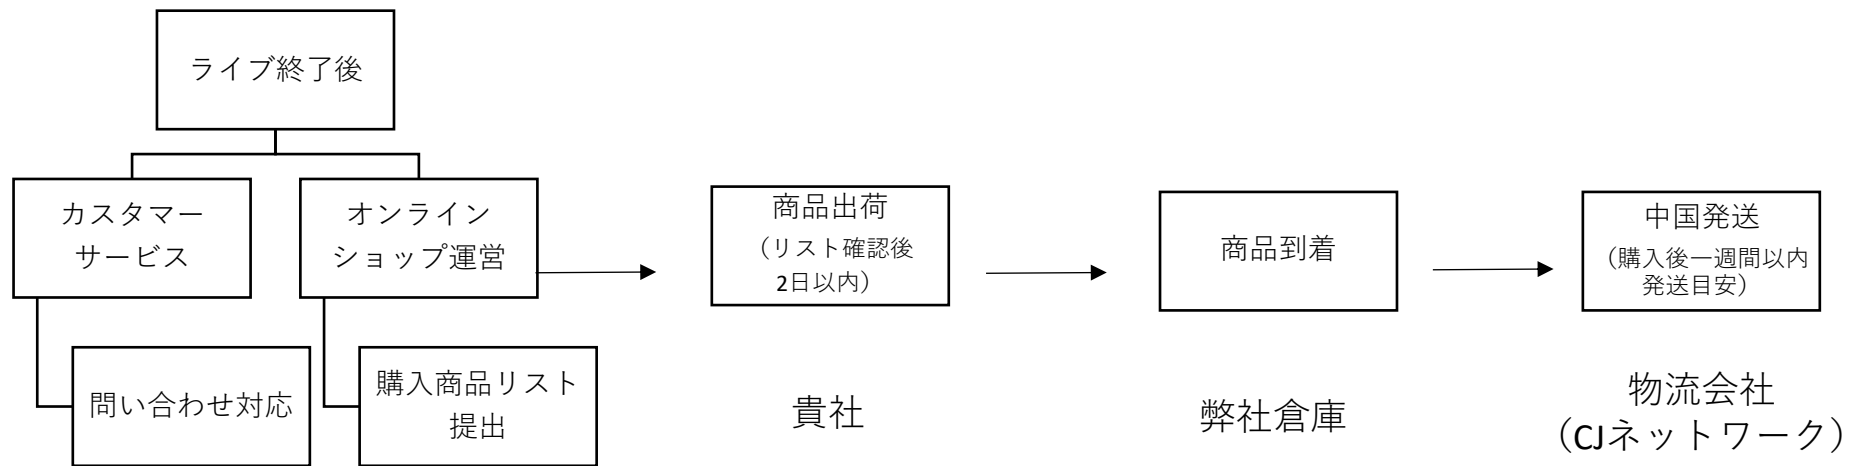 ライブ終了後
カスタマー
サービス
オンライン
ショップ運営
問い合わせ対応
購入商品リスト
提出
商品出荷
（リスト確認後
2日以内）
貴社
商品到着
弊社倉庫
中国発送
（購入後一週間以内
発送目安）
物流会社
（CJネットワーク）